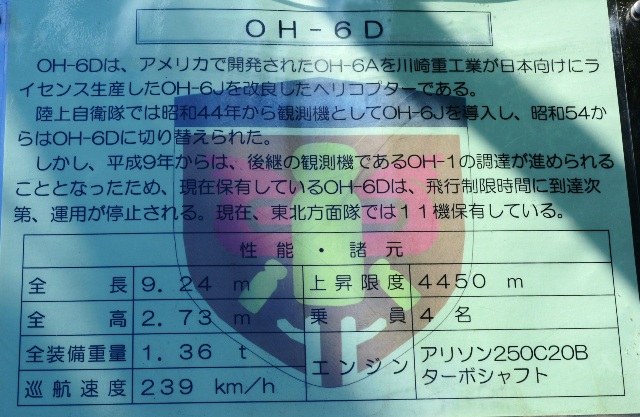 OH-6D
OH-6Dは、アメリカで開発されたOH-6Aを川崎重工業が日本向けにラ
イセンス生産したOH-6Jを改良したヘリコプターである。
陸上自衛隊では昭和44年から観測機としてOH-6Jを導入し、昭和54か
らはOH-6Dに切り替えられた。
しかし、平成9年からは、後継の観測機であるOH-1の調達が進められる
こととなったため、現在保有しているOH-6Dは、飛行制限時間に到達次
第、運用が停止される。現在、東北方面隊では11機保有している。
性能・諸元
全長 9.24 m 上昇限度 4450 m
全高 2.73 m 乗員 4名
全装備重量 1.36 t エンジン アリソン250C20B
ターボシャフト
巡航速度 239 km/h